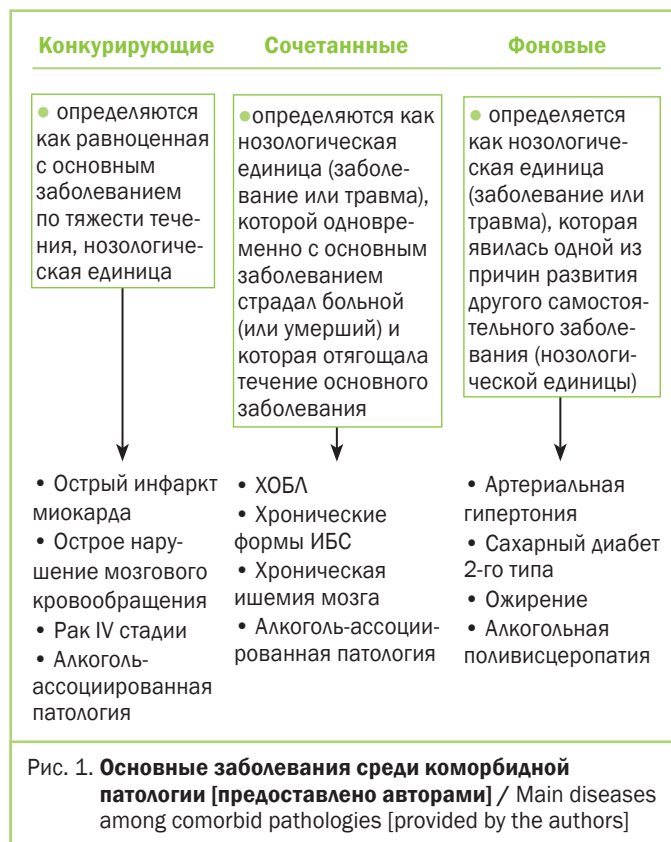 Конкурирующие
● определяются
как равноценная
с основным
заболеванием
по тяжести тече-
ния, нозологиче-
ская единица
• Острый инфаркт
миокарда
• Острое нару-
шение мозгового
кровообращения
• Рак IV стадии
• Алкоголь-
ассоциированная
патология
Сочетаннные
●определяются как
нозологическая
единица (заболе-
вание или травма),
которой одновре-
менно с основным
заболеванием
страдал больной
(или умерший) и
которая отягощала
течение основного
заболевания
• ХОБЛ
• Хронические
формы ИБС
• Хроническая
ишемия мозга
• Алкоголь-ассоции-
рованная патология
Фоновые
● определяется
как нозологиче-
ская единица
(заболевание или
травма), которая
явилась одной из
причин развития
другого самостоя-
тельного заболе-
вания (нозологи-
ческой единицы)
• Артериальная
гипертония
• Сахарный диабет
2-го типа
• Ожирение
• Алкогольная
поливисцеропатия
Рис. 1. Основные заболевания среди коморбидной
патологии [предоставлено авторами] / Main diseases
among comorbid pathologies [provided by the authors]